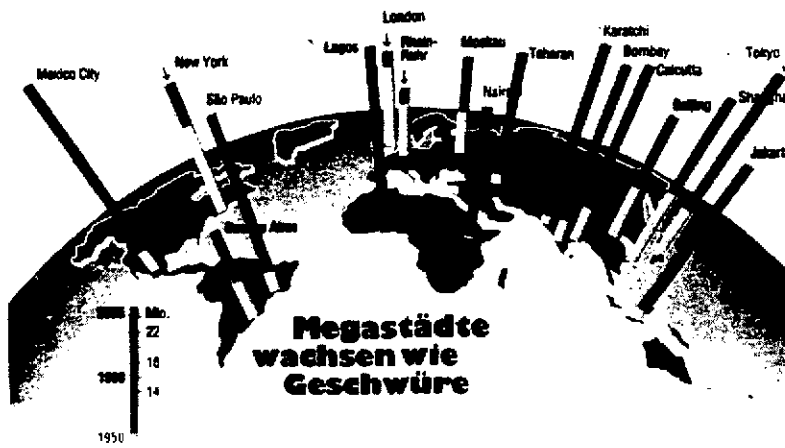 London
Karatchi
Lagos
Rhein-
Ruhr
Moskau
Teheran
Bombay
Tokyo
New York
Calcutta
Mexico City
São Paulo
Beijing
Jakart
Megastädte
wachsen wie
Geschwüre
Mio.
22
18
14
1950